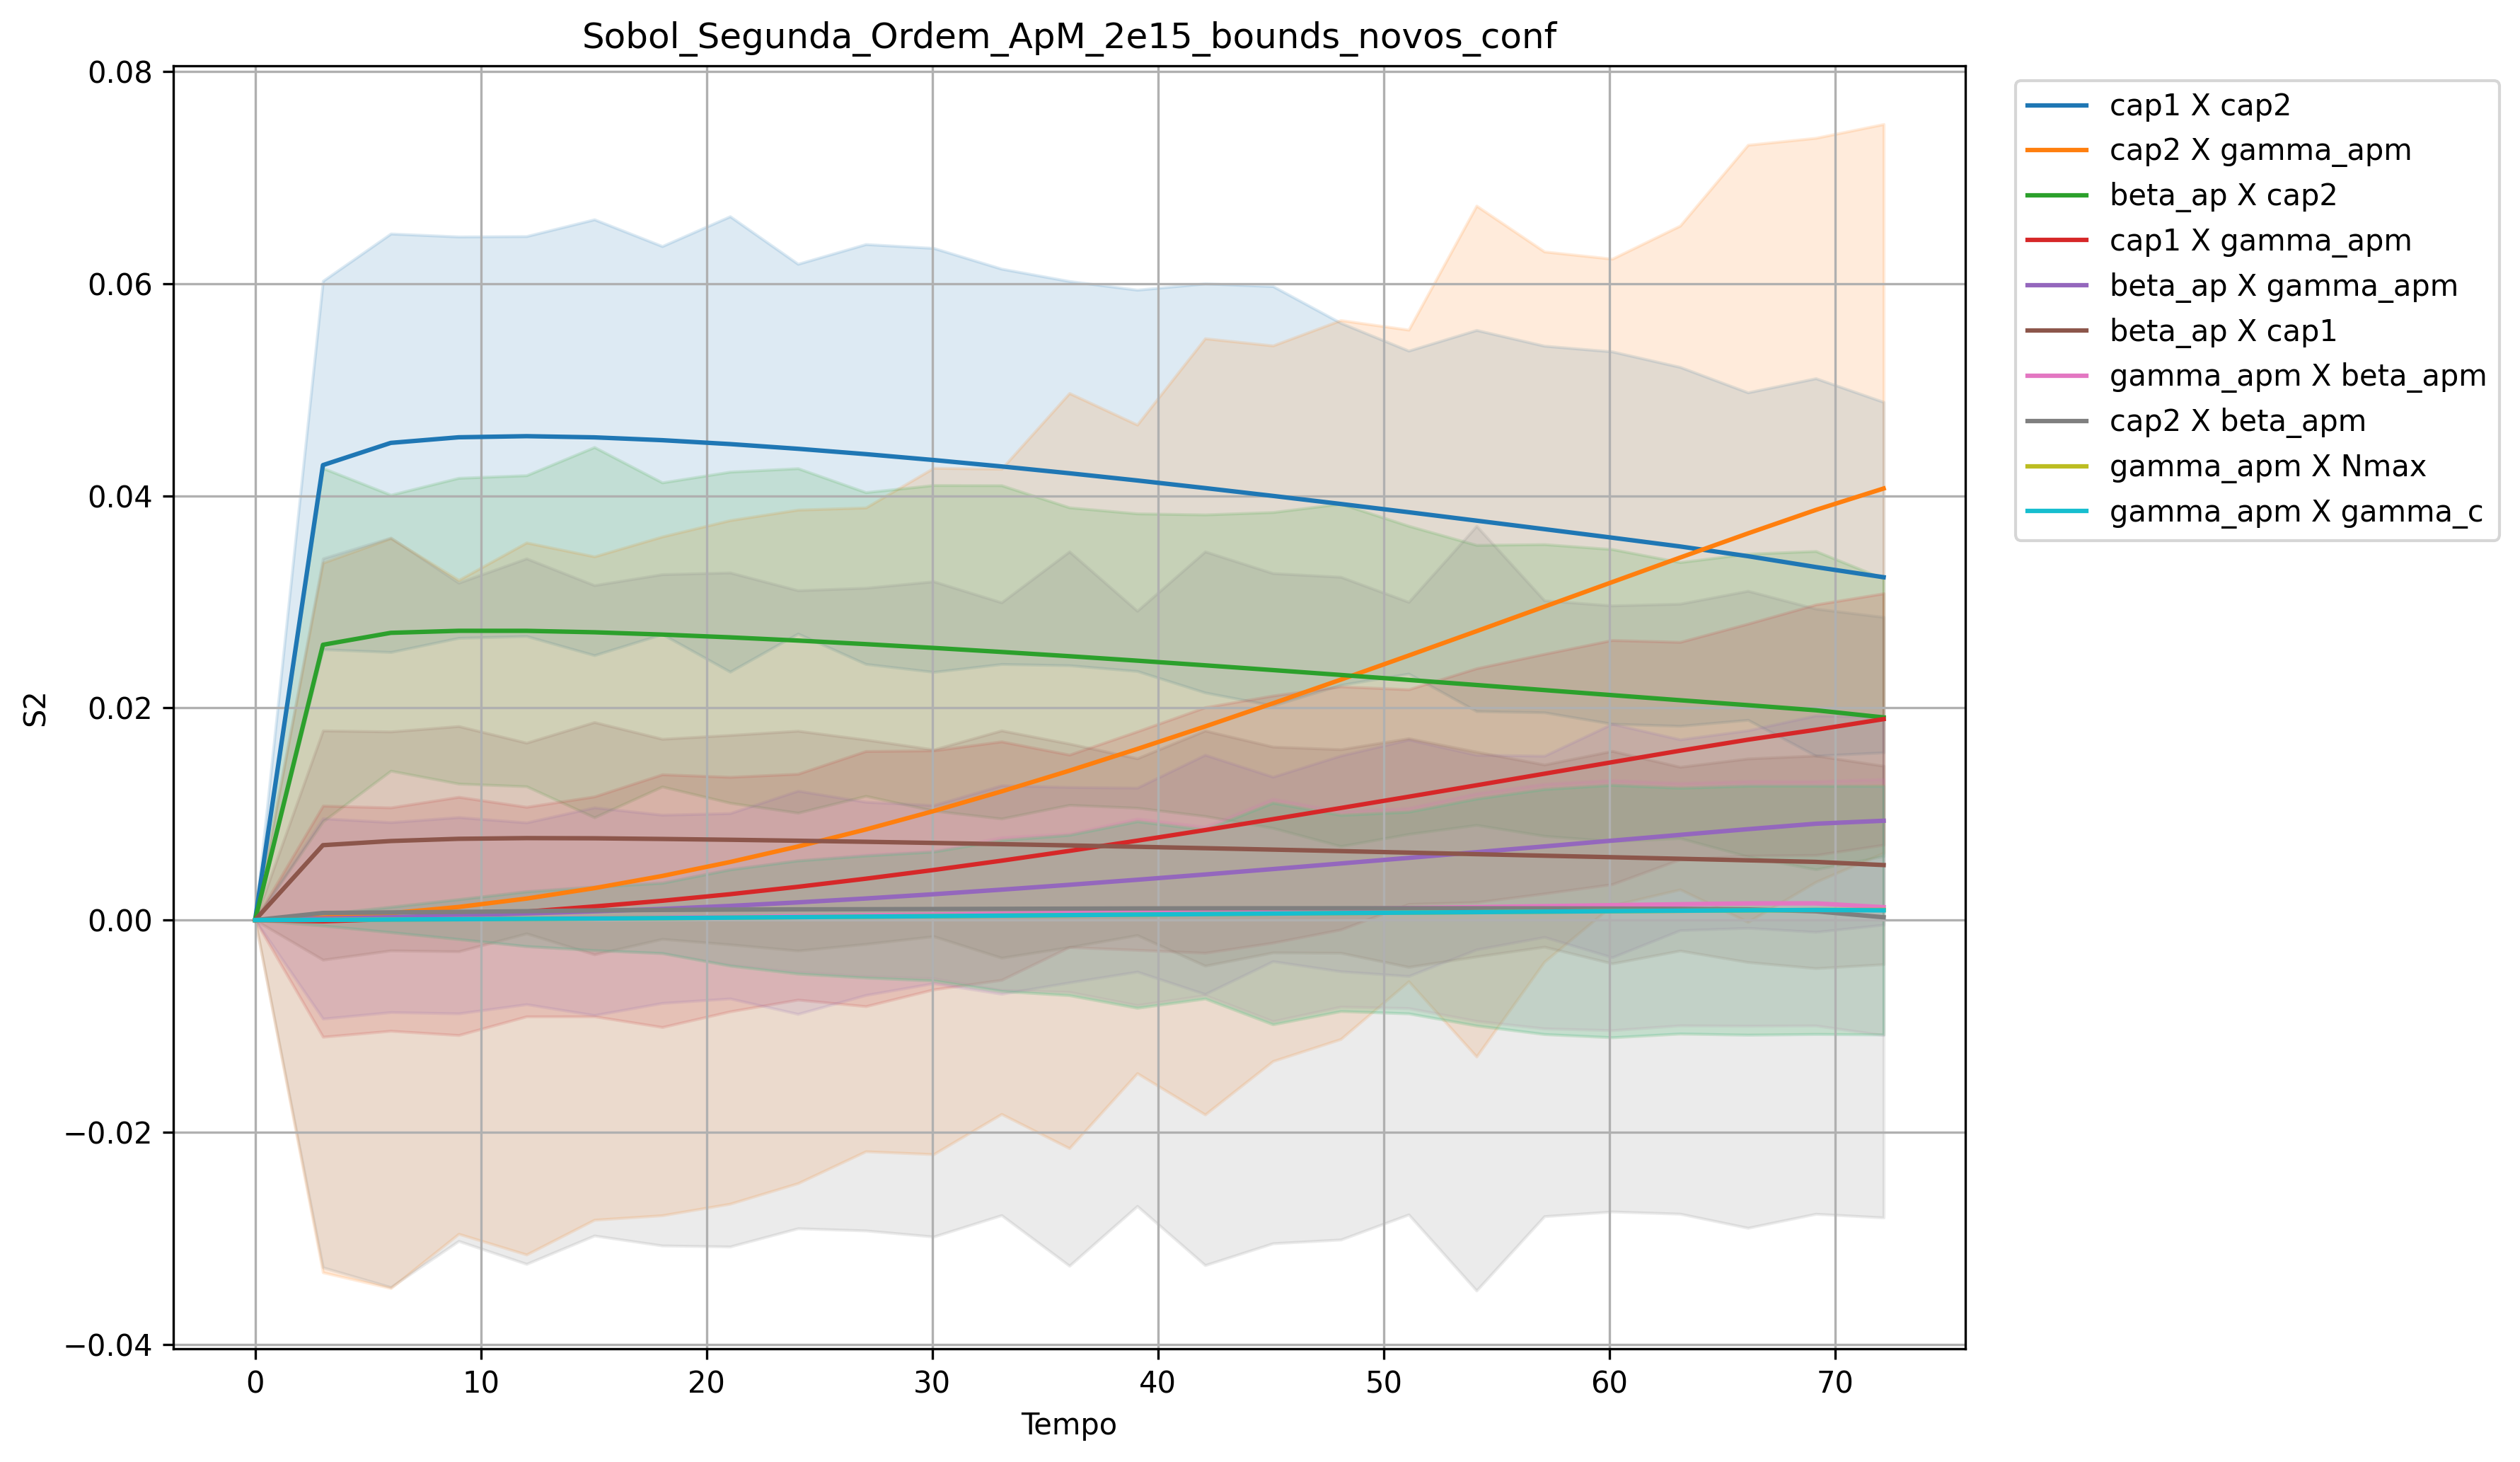 Sobol_Segunda_Ordem_ApM_2e15_bounds_novos_conf
0.08
0.06
0.04
0.02
0.00
−0.02
−0.04
S2
0 10 20 30 40 50 60 70
Tempo
cap1 X cap2
cap2 X gamma_apm
beta_ap X cap2
cap1 X gamma_apm
beta_ap X gamma_apm
beta_ap X cap1
gamma_apm X beta_apm
cap2 X beta_apm
gamma_apm X Nmax
gamma_apm X gamma_c